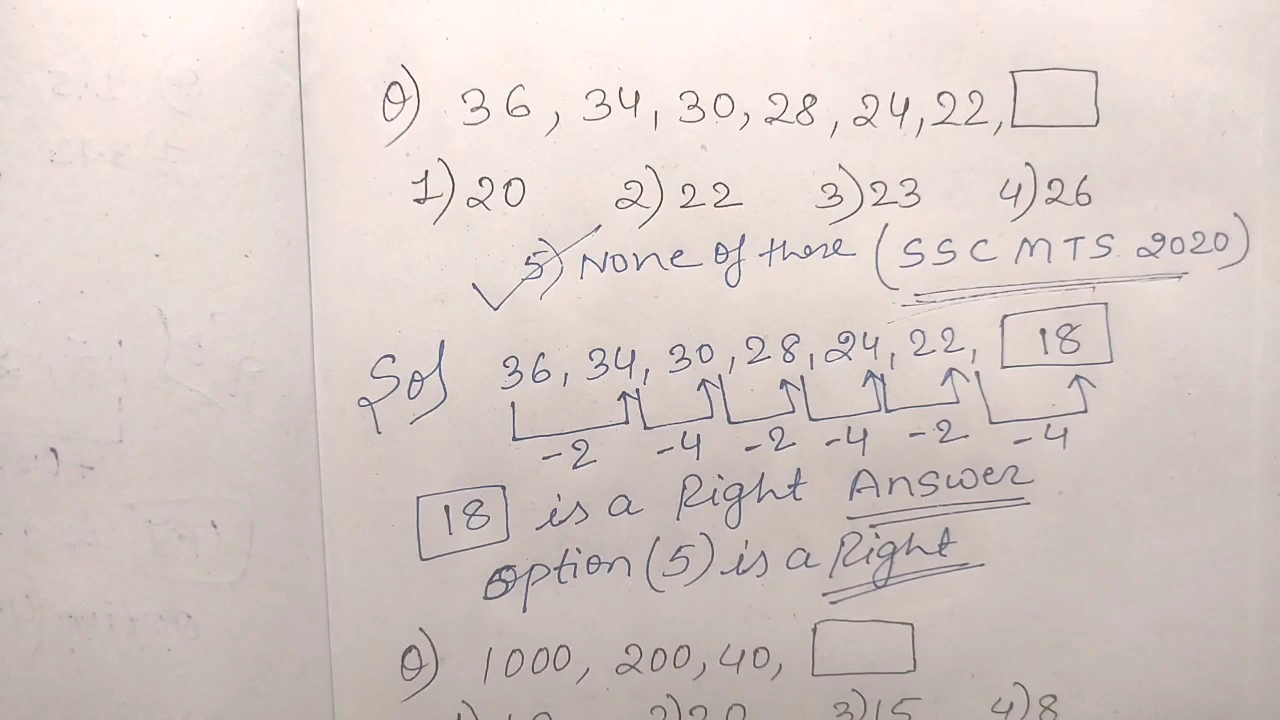 Q) 36, 34, 30, 28, 24, 22,
1) 20 2) 22 3) 23 4) 26
5) None of these (SSC MTS 2020)
Sol 36, 34, 30, 28, 24, 22, 18
-2 -4 -2 -4 -2 -4
18 is a Right Answer
option (5) is a Right
Q) 1000, 200, 40,
2) 20 3) 15 4) 8